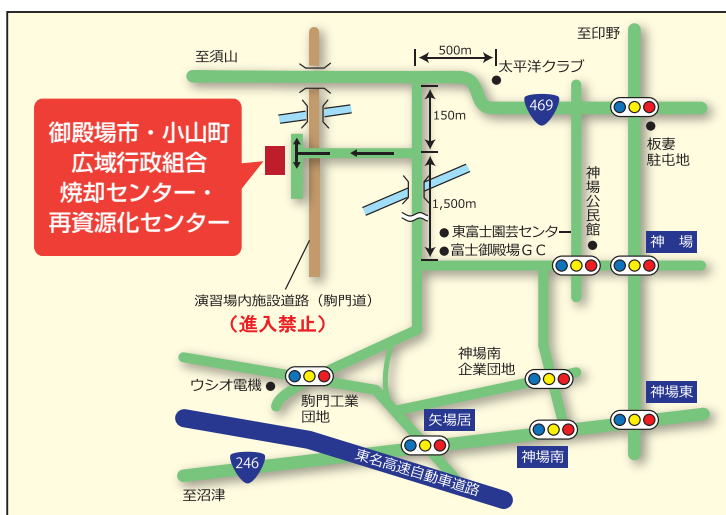 至印野
500m
至須山
太平洋クラブ
469
150m
御殿場市・小山町
広域行政組合
焼却センター・
再資源化センター
板妻
駐屯地
神場公民館
1,500m
東富士園芸センター
富士御殿場GC
神場
演習場内施設道路（駒門道）
（進入禁止）
神場南
企業団地
ウシオ電機
駒門工業
団地
矢場居
神場東
神場南
東名高速自動車道路
246
至沼津